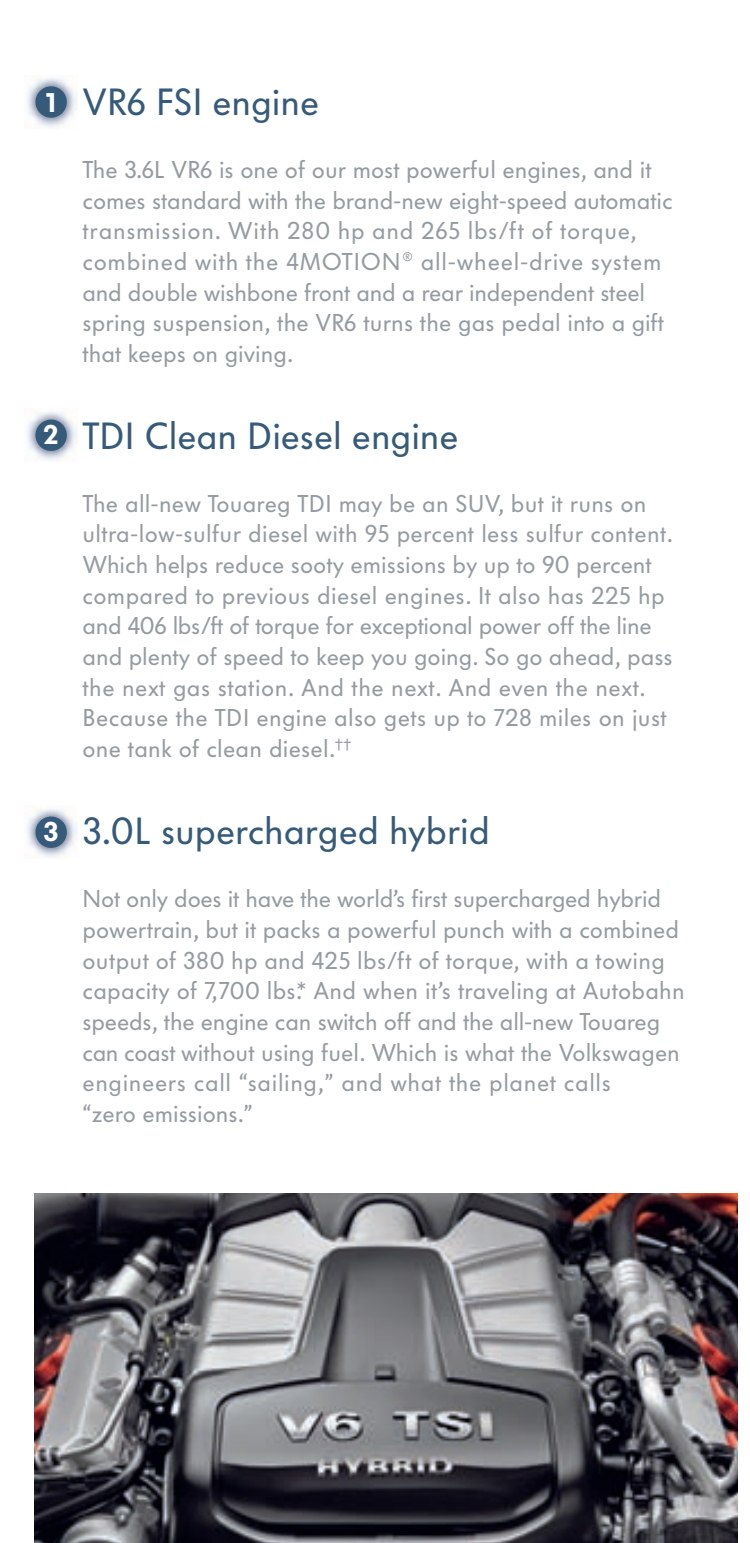 1 VR6 FSI engine
The 3.6L VR6 is one of our most powerful engines, and it
comes standard with the brand-new eight-speed automatic
transmission. With 280 hp and 265 lbs/ft of torque,
combined with the 4MOTION® all-wheel-drive system
and double wishbone front and a rear independent steel
spring suspension, the VR6 turns the gas pedal into a gift
that keeps on giving.
2 TDI Clean Diesel engine
The all-new Touareg TDI may be an SUV, but it runs on
ultra-low-sulfur diesel with 95 percent less sulfur content.
Which helps reduce sooty emissions by up to 90 percent
compared to previous diesel engines. It also has 225 hp
and 406 lbs/ft of torque for exceptional power off the line
and plenty of speed to keep you going. So go ahead, pass
the next gas station. And the next. And even the next.
Because the TDI engine also gets up to 728 miles on just
one tank of clean diesel.††
3 3.0L supercharged hybrid
Not only does it have the world’s first supercharged hybrid
powertrain, but it packs a powerful punch with a combined
output of 380 hp and 425 lbs/ft of torque, with a towing
capacity of 7,700 lbs.* And when it’s traveling at Autobahn
speeds, the engine can switch off and the all-new Touareg
can coast without using fuel. Which is what the Volkswagen
engineers call “sailing,” and what the planet calls
“zero emissions.”
V6 TSI
HYBRID